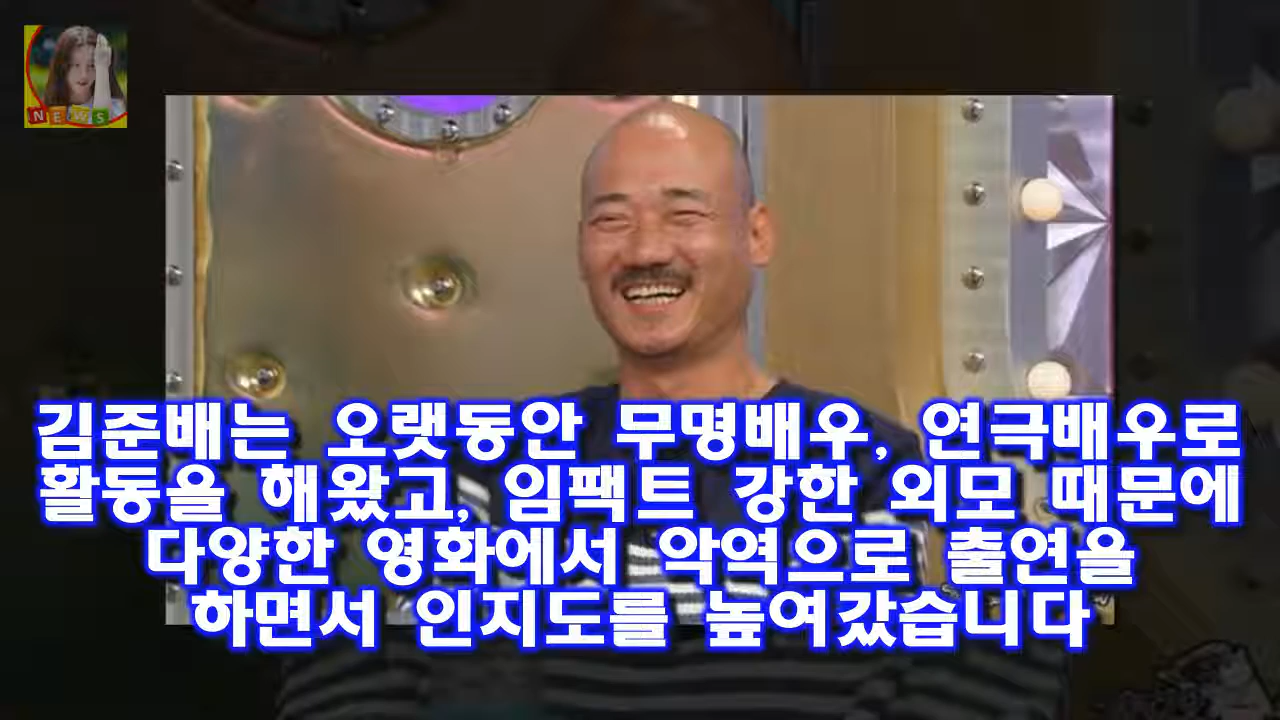 NEWS
김준배는 오랫동안 무명배우, 연극배우로
활동을 해왔고, 임팩트 강한 외모 때문에
다양한 영화에서 악역으로 출연을
하면서 인지도를 높여갔습니다